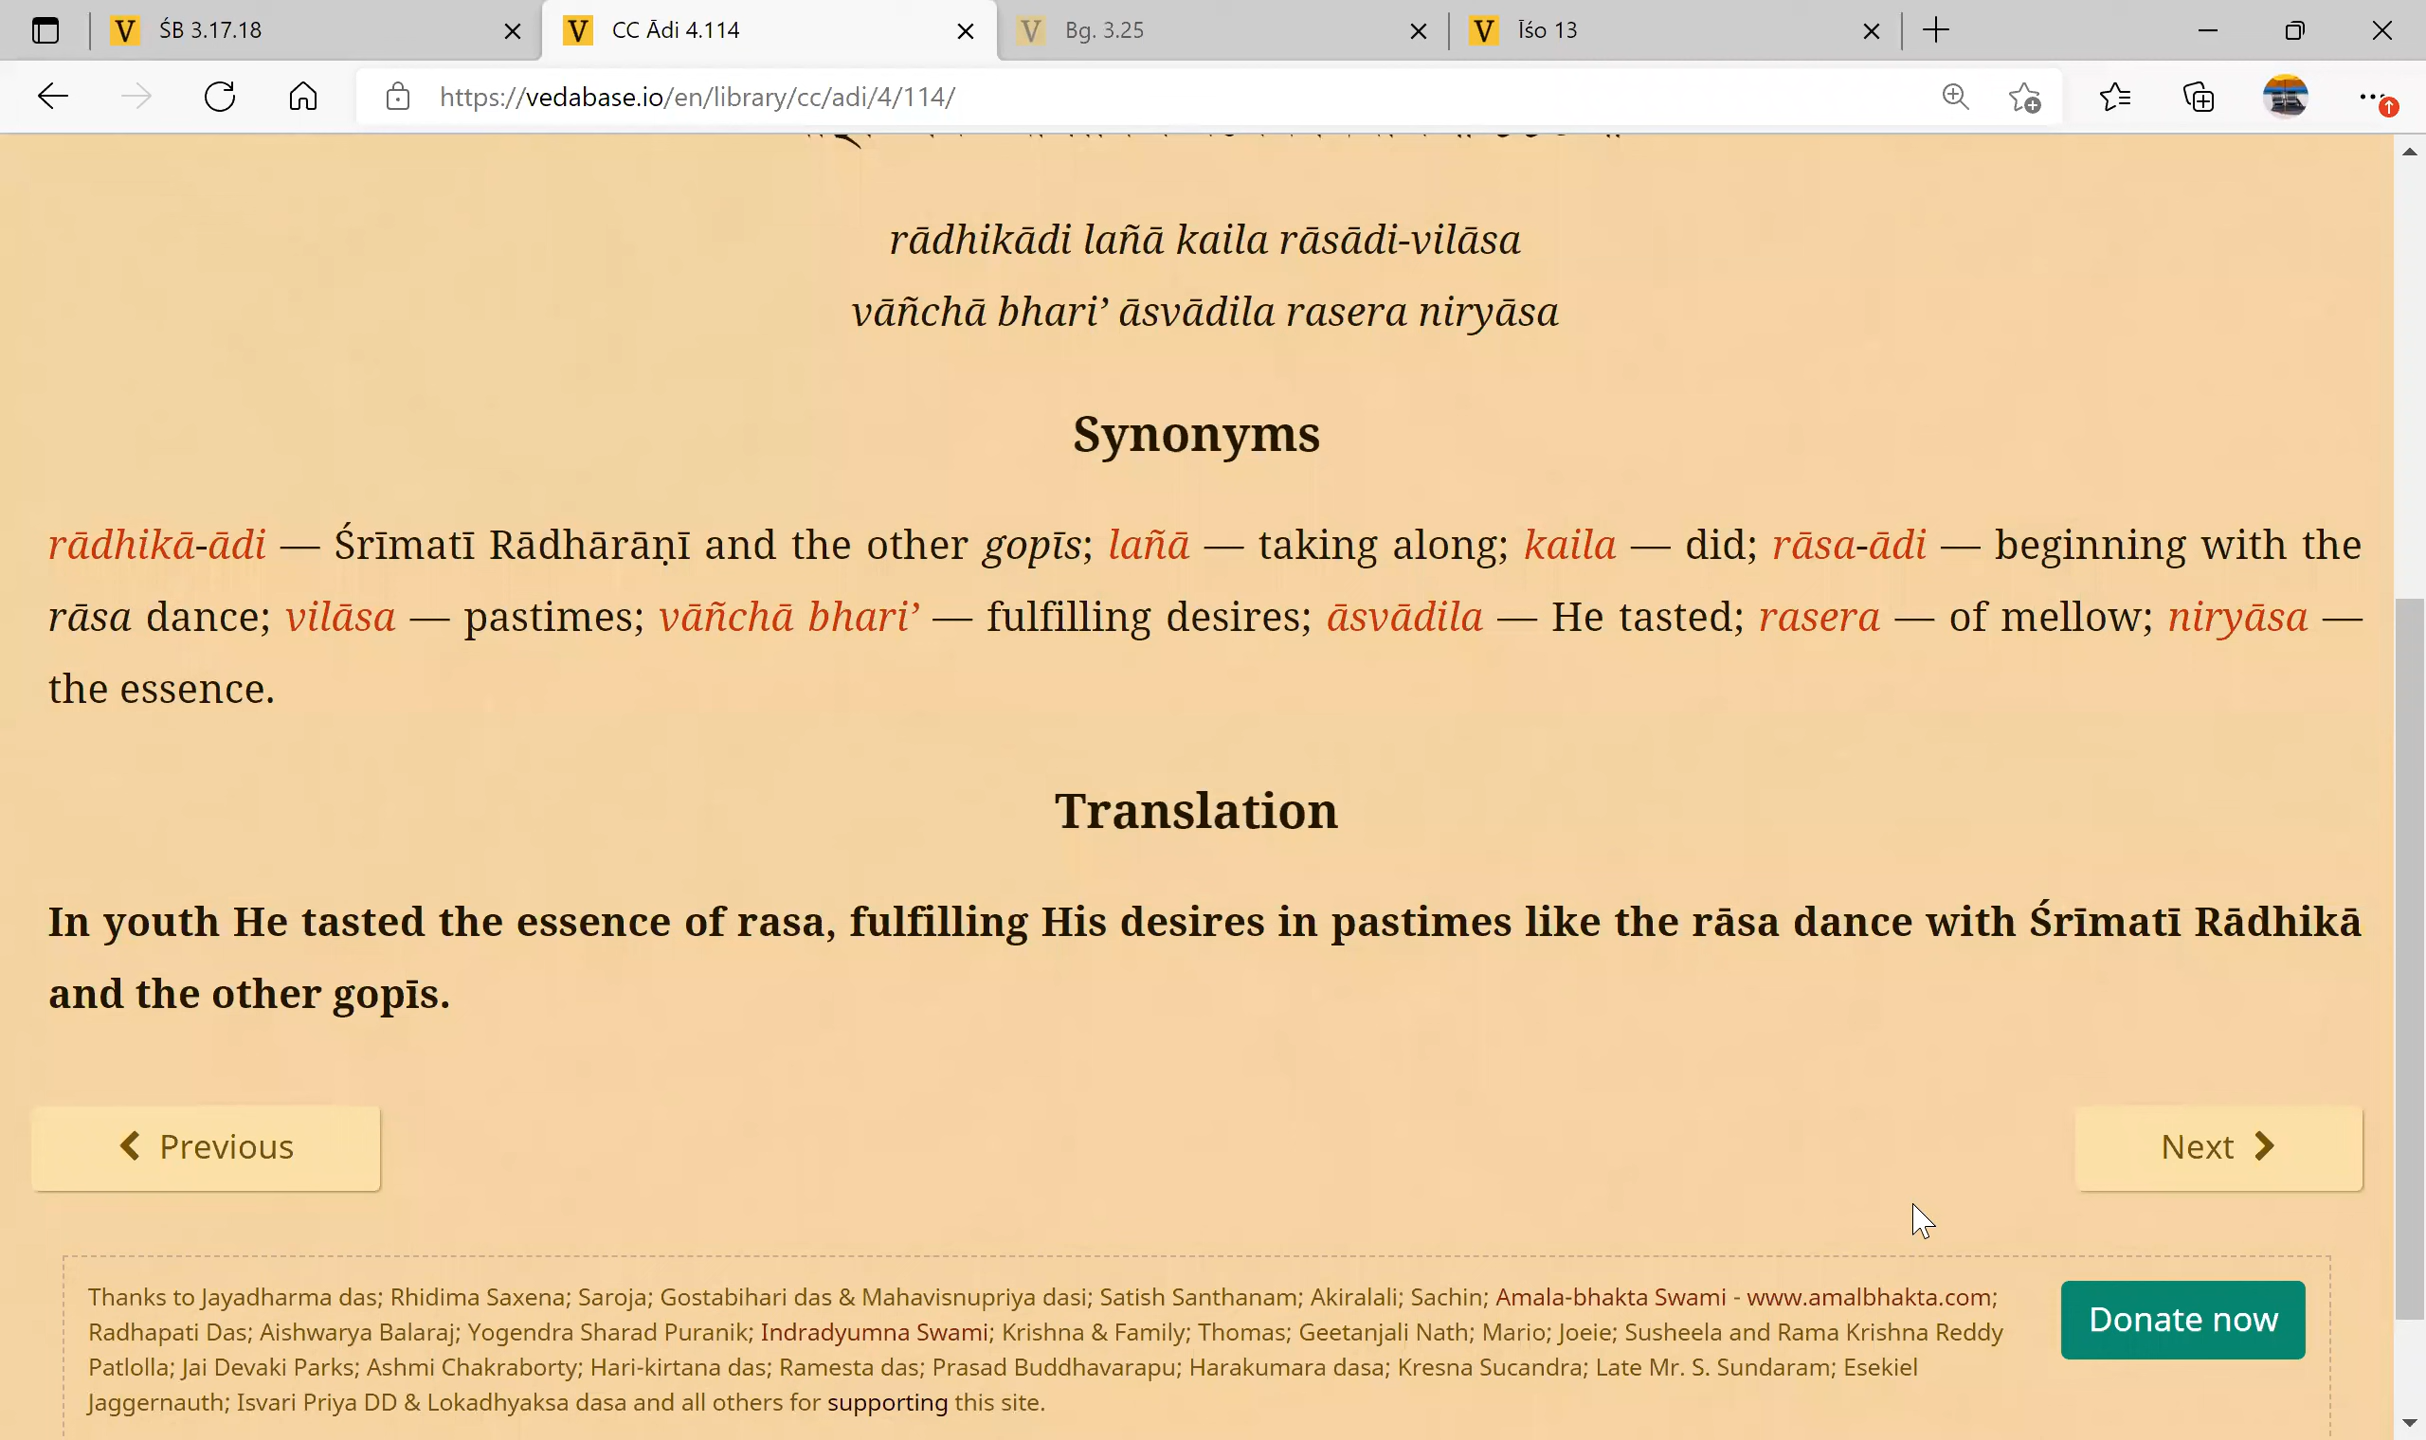 ŚB 3.17.18
CC Ādi 4.114
Bg. 3.25
Īśo 13
https://vedabase.io/en/library/cc/adi/4/114/
rādhikādi lañā kaila rāsādi-vilāsa
vāñchā bhari’ āsvādila rasera niryāsa
Synonyms
rādhikā-ādi — Śrīmatī Rādhārāṇī and the other gopīs; lañā — taking along; kaila — did; rāsa-ādi — beginning with the
rāsa dance; vilāsa — pastimes; vāñchā bhari’ — fulfilling desires; āsvādila — He tasted; rasera — of mellow; niryāsa —
the essence.
Translation
In youth He tasted the essence of rasa, fulfilling His desires in pastimes like the rāsa dance with Śrīmatī Rādhikā
and the other gopīs.
Previous
Next
Thanks to Jayadharma das; Rhidima Saxena; Saroja; Gostabihari das & Mahavisnupriya dasi; Satish Santhanam; Akiralali; Sachin; Amala-bhakta Swami - www.amalbhakta.com;
Radhapati Das; Aishwarya Balaraj; Yogendra Sharad Puranik; Indradyumna Swami; Krishna & Family; Thomas; Geetanjali Nath; Mario; Joeie; Susheela and Rama Krishna Reddy
Patlolla; Jai Devaki Parks; Ashmi Chakraborty; Hari-kirtana das; Ramesta das; Prasad Buddhavarapu; Harakumara dasa; Kresna Sucandra; Late Mr. S. Sundaram; Esekiel
Jaggernauth; Isvari Priya DD & Lokadhyaksa dasa and all others for supporting this site.
Donate now